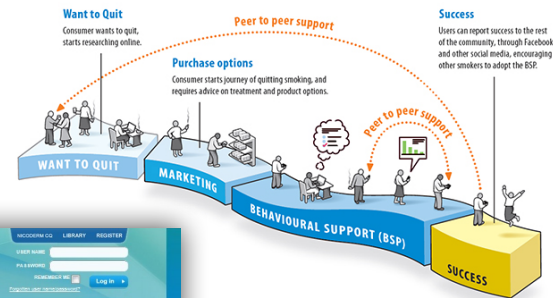 Want to Quit
Consumer wants to quit,
starts researching online.
Peer to peer support
Success
Users can report success to the rest
of the community, through Facebook
and other social media, encouraging
other smokers to adopt the BSP.
Purchase options
Consumer starts journey of quitting smoking, and
requires advice on treatment and product options.
Peer to peer support
WANT TO QUIT
MARKETING
BEHAVIOURAL SUPPORT (BSP)
SUCCESS
NICODERM CQ LIBRARY REGISTER
USER NAME
PASSWORD
REMEMBER ME
Log in
Forgotten user name/password?